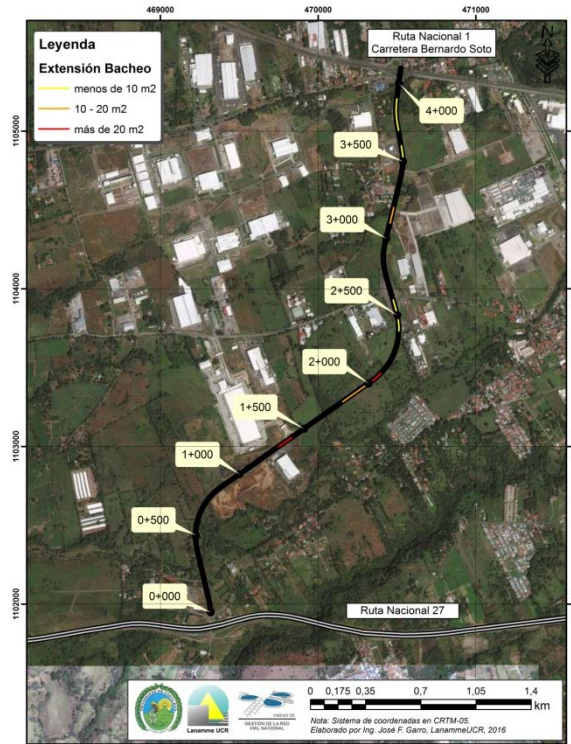 469000
470000
471000
Leyenda
Extensión Bacheo
menos de 10 m2
10 - 20 m2
más de 20 m2
Ruta Nacional 1
Carretera Bernardo Soto
N
4+000
1105000
3+500
3+000
1104000
2+500
2+000
1+500
1103000
1+000
0+500
0+000
1102000
Ruta Nacional 27
Lanamme UCR
UNIDAD DE
GESTIÓN DE LA RED
VIAL NACIONAL
0 0,175 0,35 0,7 1,05 1,4
km
Nota: Sistema de coordenadas en CRTM-05.
Elaborado por Ing. José F. Garro, LanammeUCR, 2016